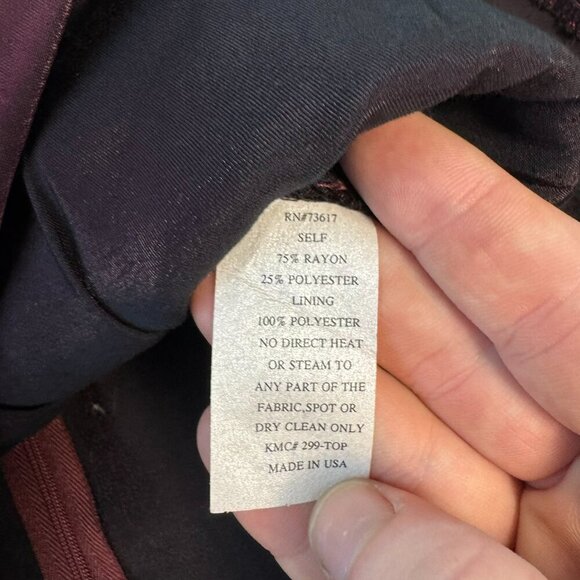 RN#73617
SELF
75% RAYON
25% POLYESTER
LINING
100% POLYESTER
NO DIRECT HEAT
OR STEAM TO
ANY PART OF THE
FABRIC,SPOT OR
DRY CLEAN ONLY
KMC# 299-TOP
MADE IN USA